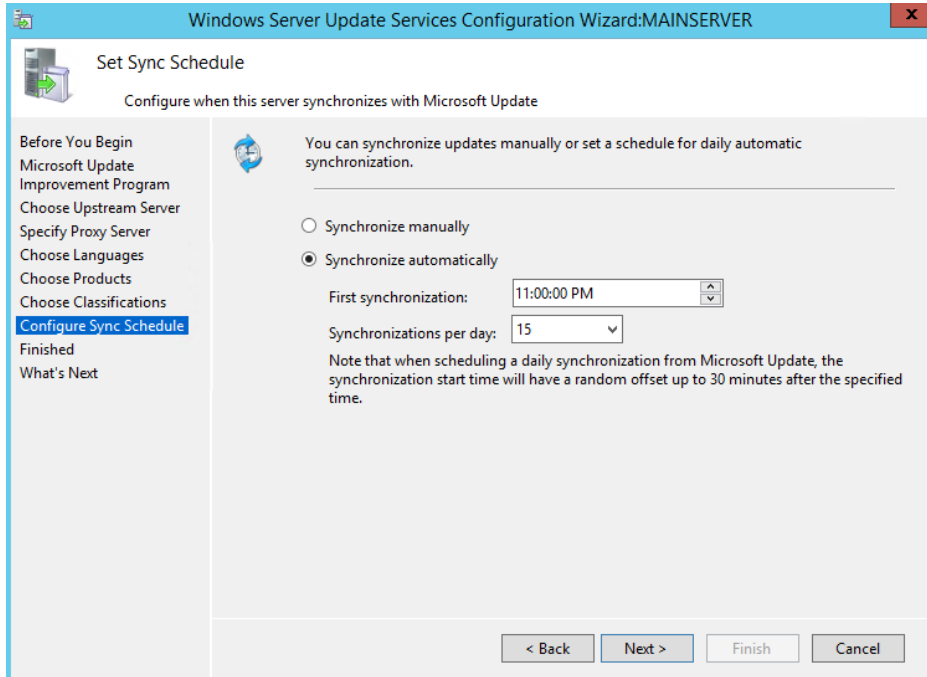 Windows Server Update Services Configuration Wizard:MAINSERVER
x
Set Sync Schedule
Configure when this server synchronizes with Microsoft Update
Before You Begin
Microsoft Update
Improvement Program
Choose Upstream Server
Specify Proxy Server
Choose Languages
Choose Products
Choose Classifications
Configure Sync Schedule
Finished
What's Next
You can synchronize updates manually or set a schedule for daily automatic
synchronization.
Synchronize manually
Synchronize automatically
First synchronization: 11:00:00 PM
Synchronizations per day: 15
Note that when scheduling a daily synchronization from Microsoft Update, the
synchronization start time will have a random offset up to 30 minutes after the specified
time.
< Back Next > Finish Cancel